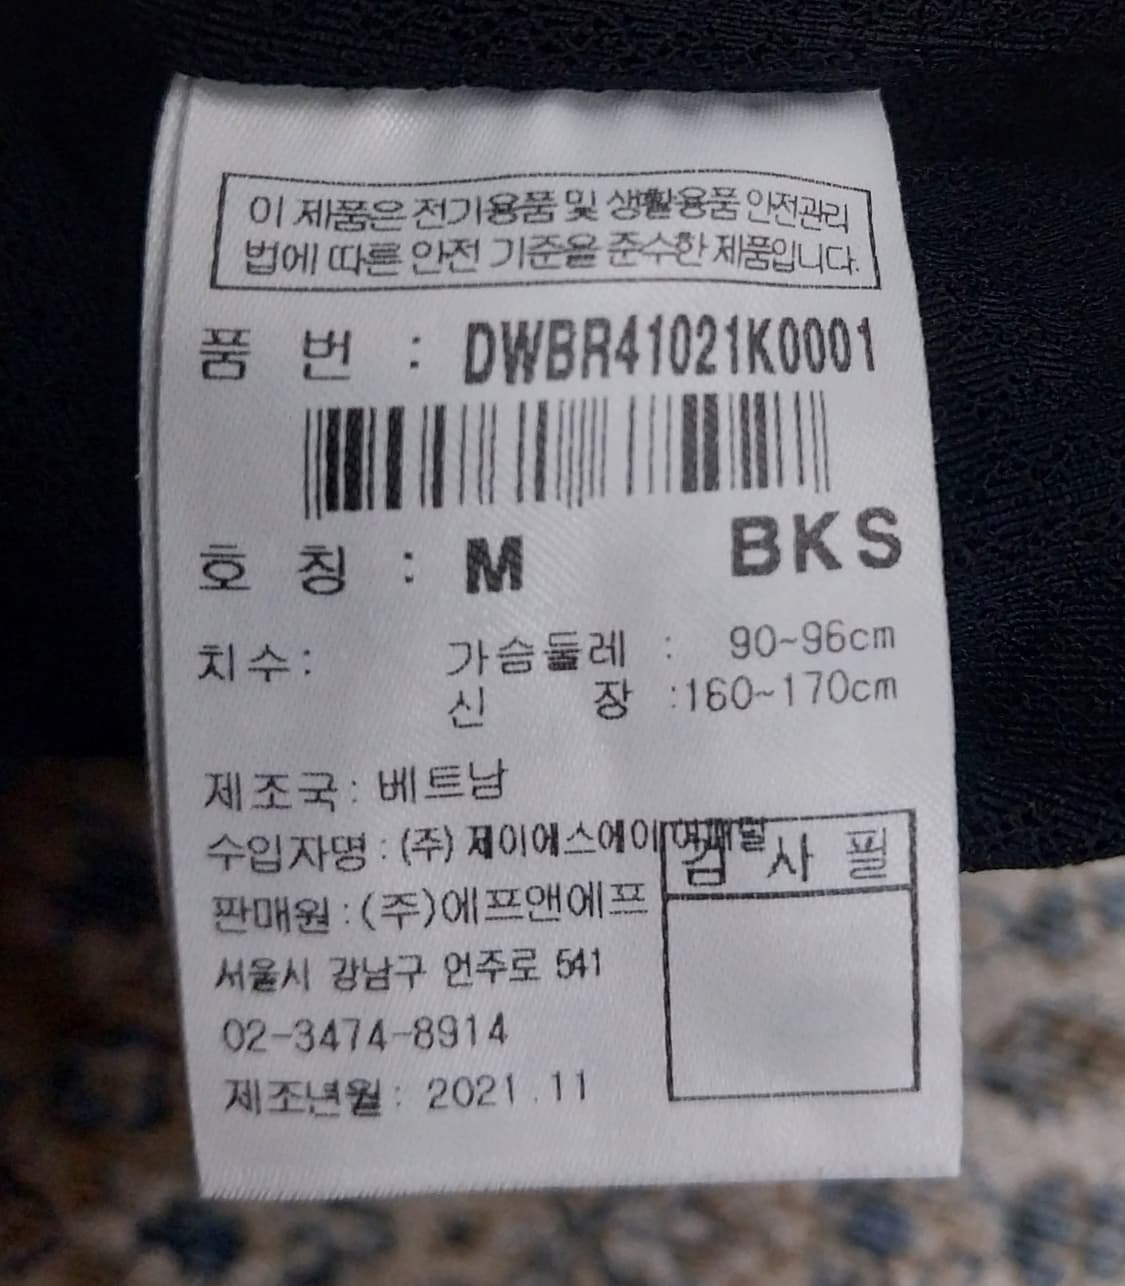 이 제품은 전기용품 및 생활용품 안전관리
법에 따른 안전 기준을 준수한 제품입니다.
품 번 : DWBR41021K0001
호 칭 : M BKS
치수: 가슴둘레 : 90~96cm
신 장 :160~170cm
제조국: 베트남
수입자명 : (주) 제이에스에이어패럴
검 사 필
판매원 : (주)에프앤에프
서울시 강남구 언주로 541
02-3474-8914
제조년월 : 2021.11